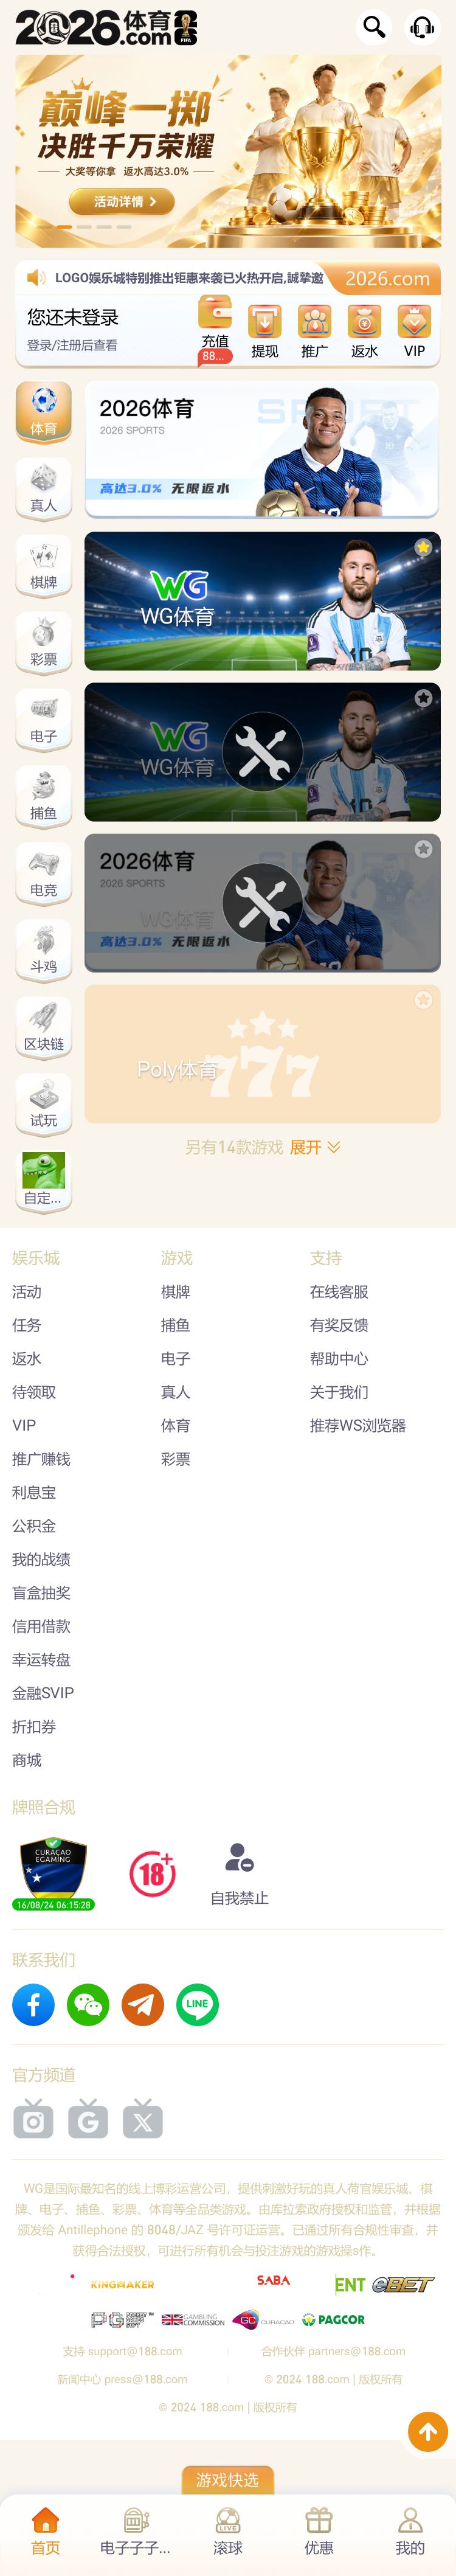 2026体育
.com
FIFA
巅峰一掷
决胜千万荣耀
大奖等你拿 返水高达3.0%
活动详情
LOGO娱乐城特别推出钜惠来袭已火热开启,誠摯邀
2026.com
您还未登录
登录/注册后查看
充值
88...
提现
推广
返水
VIP
体育
真人
棋牌
彩票
电子
捕鱼
电竞
斗鸡
区块链
试玩
自定...
2026体育
2026 SPORTS
SPORT
高达3.0% 无限返水
WG
WG体育
WG
WG体育
2026体育
2026 SPORTS
WG体育
高达3.0% 无限返水
777
Poly体育
另有14款游戏 展开
娱乐城
活动
任务
返水
待领取
VIP
推广赚钱
利息宝
公积金
我的战绩
盲盒抽奖
信用借款
幸运转盘
金融SVIP
折扣券
商城
游戏
棋牌
捕鱼
电子
真人
体育
彩票
支持
在线客服
有奖反馈
帮助中心
关于我们
推荐WS浏览器
牌照合规
CURAÇAO
EGAMING
16/08/24 06:15:28
18+
自我禁止
联系我们
LINE
官方频道
WG是国际最知名的线上博彩运营公司，提供刺激好玩的真人荷官娱乐城、棋
牌、电子、捕鱼、彩票、体育等全品类游戏。由库拉索政府授权和监管，并根据
颁发给 Antillephone 的 8048/JAZ 号许可证运营。已通过所有合规性审查，并
获得合法授权，可进行所有机会与投注游戏的游戏操s作。
KINGMAKER
SABA
ENT
eBET
PG POCKET GAMES SOFT
GAMBLING COMMISSION
GC CURACAO
PAGCOR
支持 support@188.com
合作伙伴 partners@188.com
新闻中心 press@188.com
© 2024 188.com | 版权所有
© 2024 188.com | 版权所有
游戏快选
首页
电子子子...
LIVE
滚球
优惠
我的